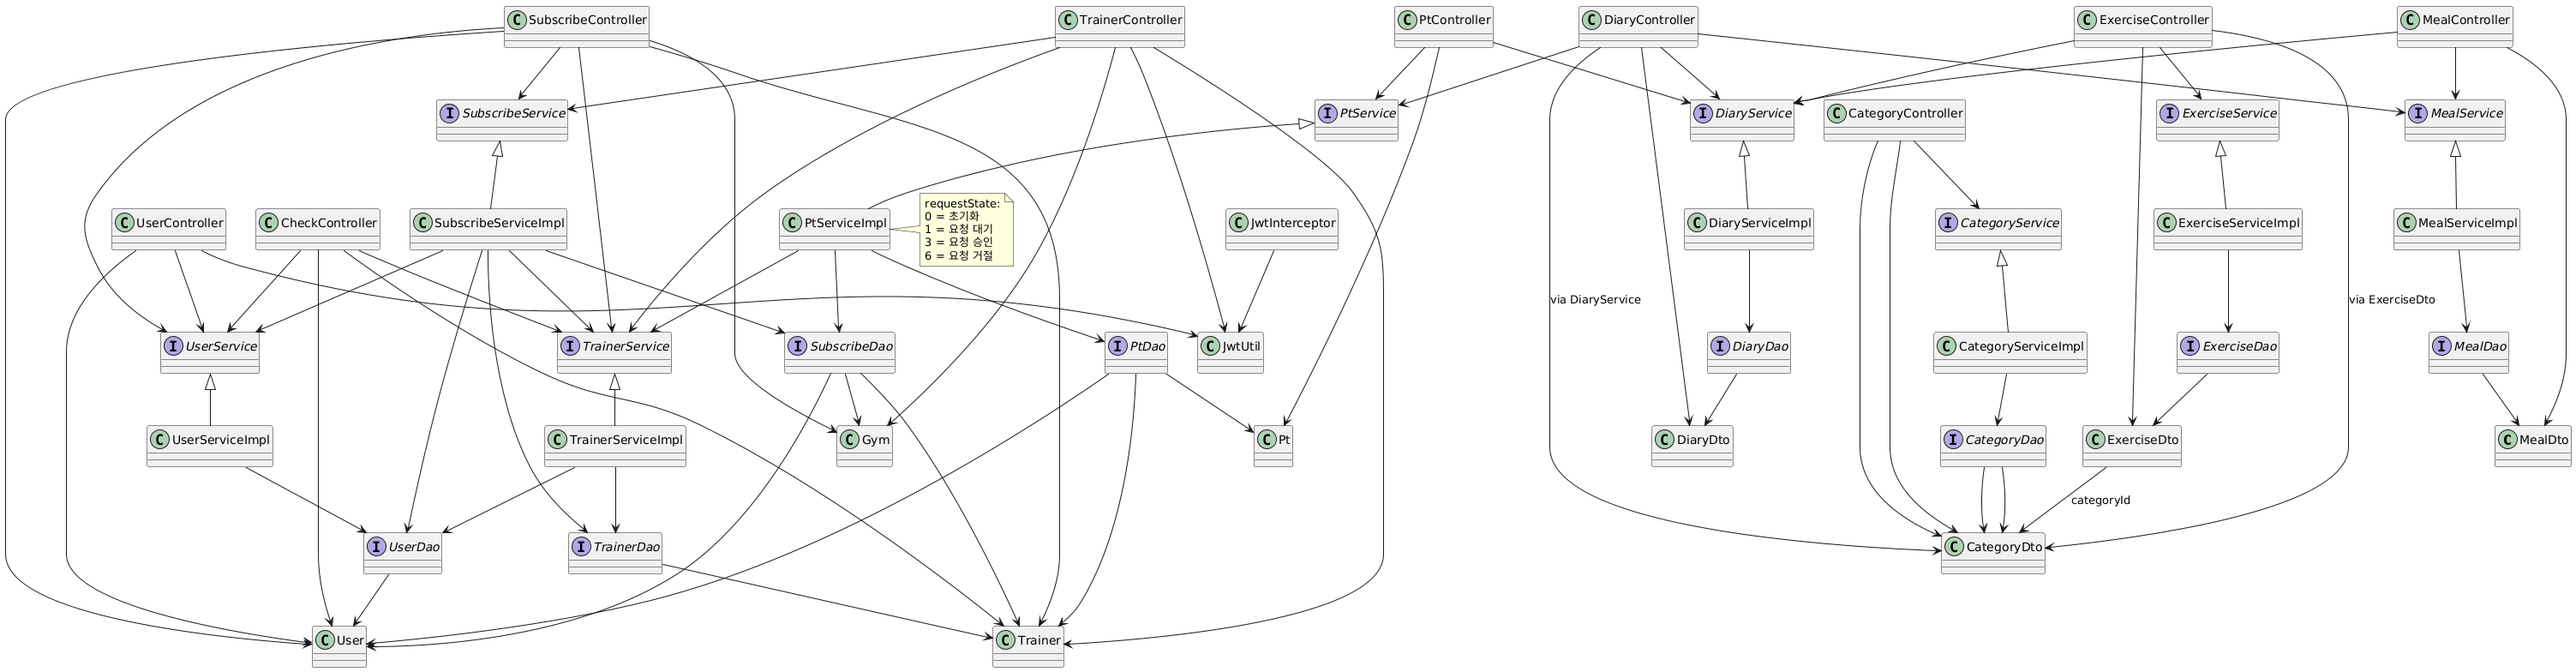 C SubscribeController
C TrainerController
C PtController
C DiaryController
C ExerciseController
C MealController
I SubscribeService
I PtService
I DiaryService
C CategoryController
I ExerciseService
I MealService
C UserController
C CheckController
C SubscribeServiceImpl
C PtServiceImpl
requestState:
0 = 초기화
1 = 요청 대기
3 = 요청 승인
6 = 요청 거절
C JwtInterceptor
C DiaryServiceImpl
I CategoryService
C ExerciseServiceImpl
C MealServiceImpl
via DiaryService
via ExerciseDto
I UserService
I TrainerService
I SubscribeDao
I PtDao
C JwtUtil
I DiaryDao
C CategoryServiceImpl
I ExerciseDao
I MealDao
C UserServiceImpl
C TrainerServiceImpl
C Gym
C Pt
C DiaryDto
I CategoryDao
C ExerciseDto
C MealDto
categoryId
I UserDao
I TrainerDao
C CategoryDto
C User
C Trainer